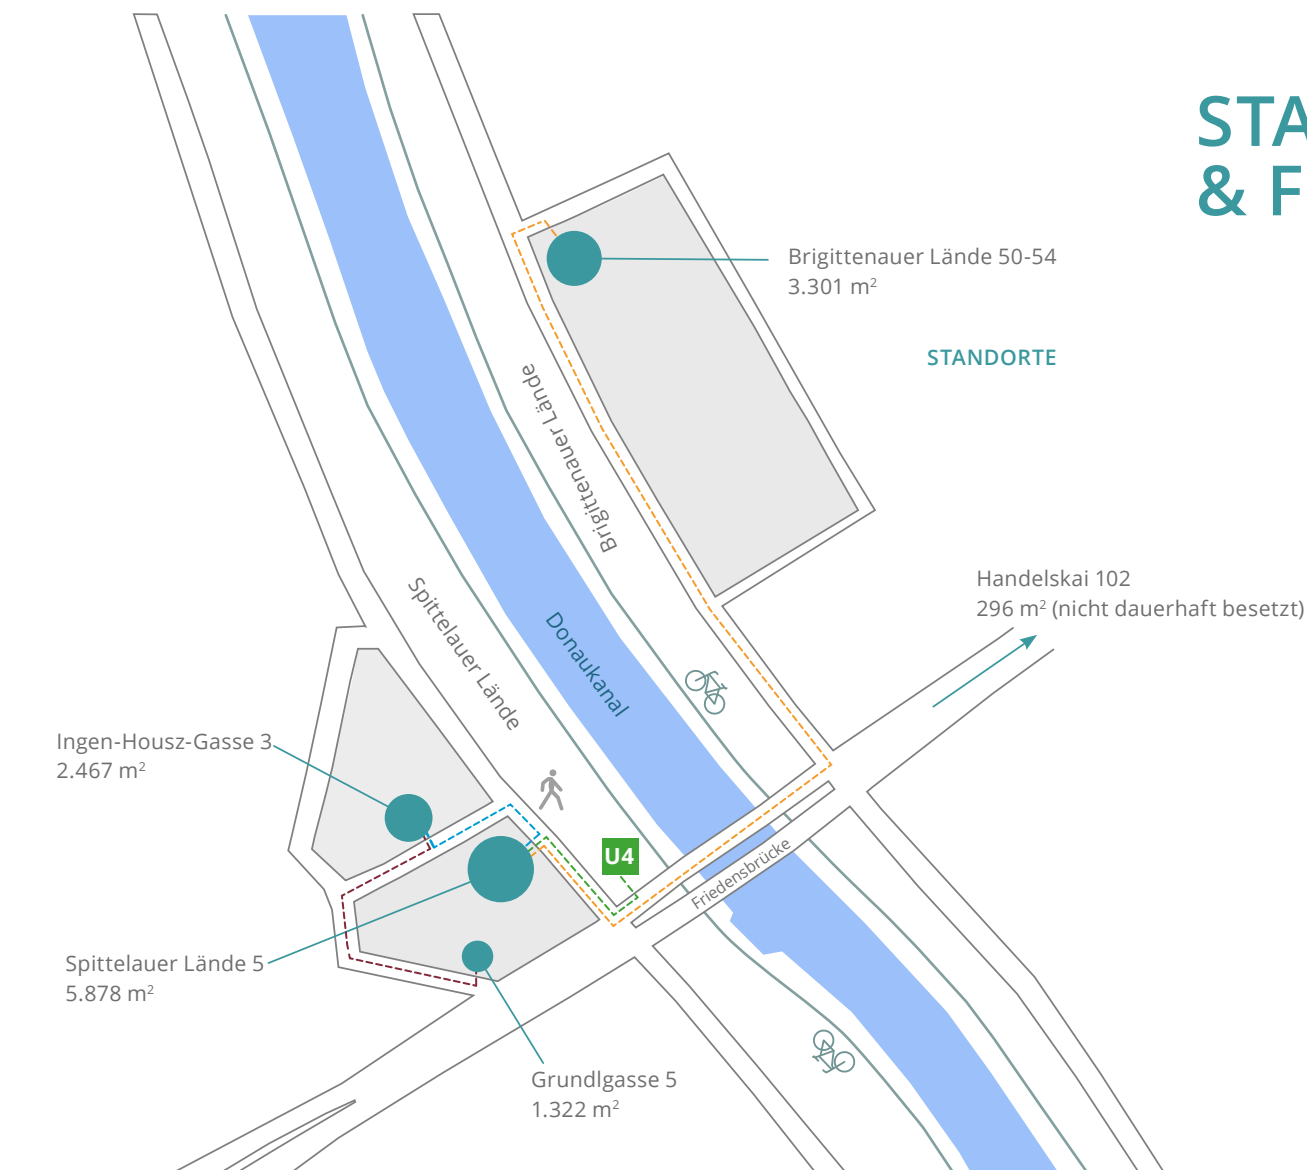 STA
& F
Brigittenauer Lände 50-54
3.301 m²
STANDORTE
Brigittenauer Lände
Handelskai 102
296 m² (nicht dauerhaft besetzt)
Spittelauer Lände
Donaukanal
Ingen-Housz-Gasse 3
2.467 m²
U4
Friedensbrücke
Spittelauer Lände 5
5.878 m²
Grundlgasse 5
1.322 m²